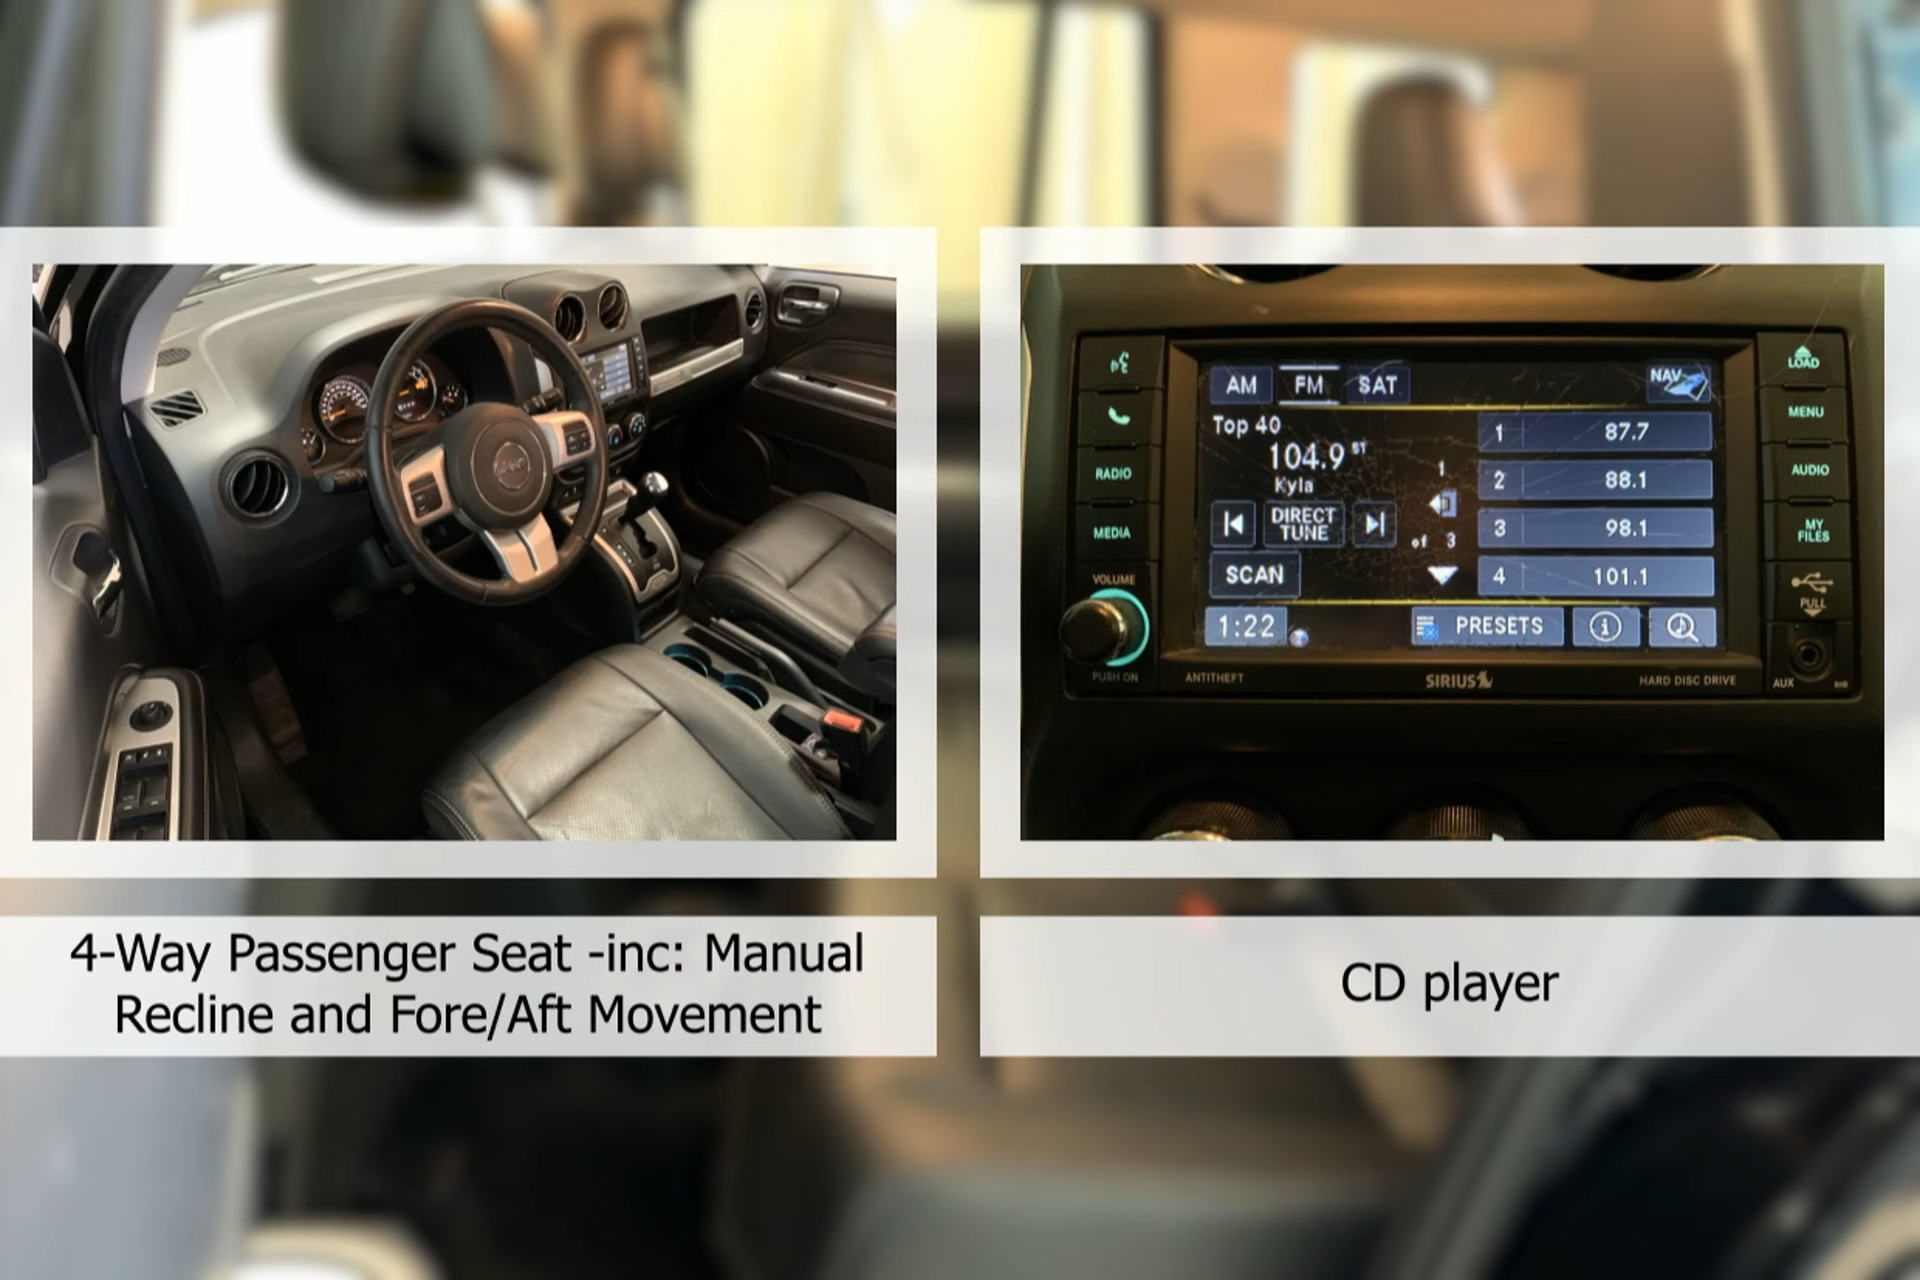 4-Way Passenger Seat -inc: Manual
Recline and Fore/Aft Movement
AM FM SAT NAV
Top 40
104.9 ST
Kyla
DIRECT
TUNE
SCAN
1
of 3
1 87.7
2 88.1
3 98.1
4 101.1
1:22 PRESETS
RADIO
MEDIA
VOLUME
PUSH ON
LOAD
MENU
AUDIO
MY
FILES
PULL
AUX
ANTITHEFT SIRIUS HARD DISC DRIVE
CD player